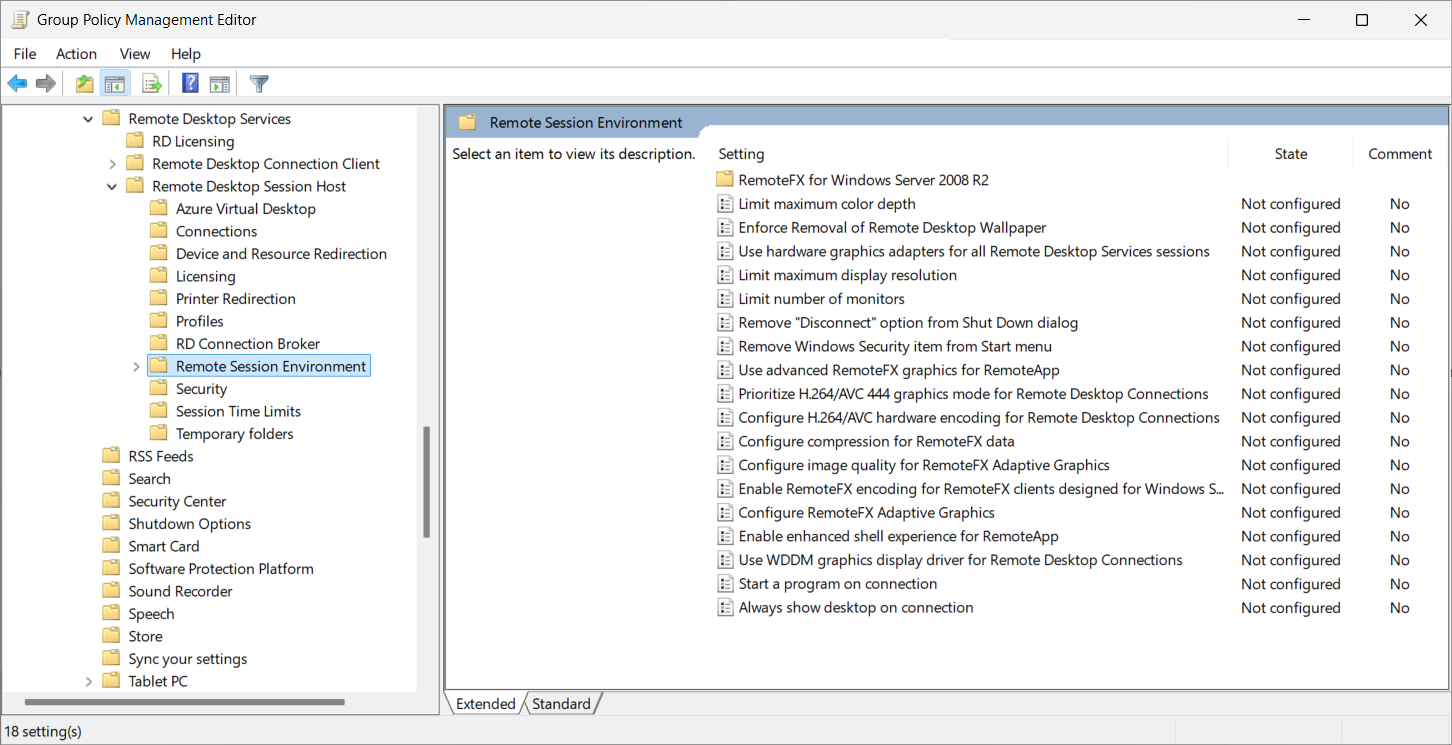 Group Policy Management Editor
File Action View Help
Remote Desktop Services
RD Licensing
Remote Desktop Connection Client
Remote Desktop Session Host
Azure Virtual Desktop
Connections
Device and Resource Redirection
Licensing
Printer Redirection
Profiles
RD Connection Broker
Remote Session Environment
Security
Session Time Limits
Temporary folders
RSS Feeds
Search
Security Center
Shutdown Options
Smart Card
Software Protection Platform
Sound Recorder
Speech
Store
Sync your settings
Tablet PC
Remote Session Environment
Select an item to view its description.
Setting State Comment
RemoteFX for Windows Server 2008 R2
Limit maximum color depth Not configured No
Enforce Removal of Remote Desktop Wallpaper Not configured No
Use hardware graphics adapters for all Remote Desktop Services sessions Not configured No
Limit maximum display resolution Not configured No
Limit number of monitors Not configured No
Remove "Disconnect" option from Shut Down dialog Not configured No
Remove Windows Security item from Start menu Not configured No
Use advanced RemoteFX graphics for RemoteApp Not configured No
Prioritize H.264/AVC 444 graphics mode for Remote Desktop Connections Not configured No
Configure H.264/AVC hardware encoding for Remote Desktop Connections Not configured No
Configure compression for RemoteFX data Not configured No
Configure image quality for RemoteFX Adaptive Graphics Not configured No
Enable RemoteFX encoding for RemoteFX clients designed for Windows S... Not configured No
Configure RemoteFX Adaptive Graphics Not configured No
Enable enhanced shell experience for RemoteApp Not configured No
Use WDDM graphics display driver for Remote Desktop Connections Not configured No
Start a program on connection Not configured No
Always show desktop on connection Not configured No
Extended Standard
18 setting(s)